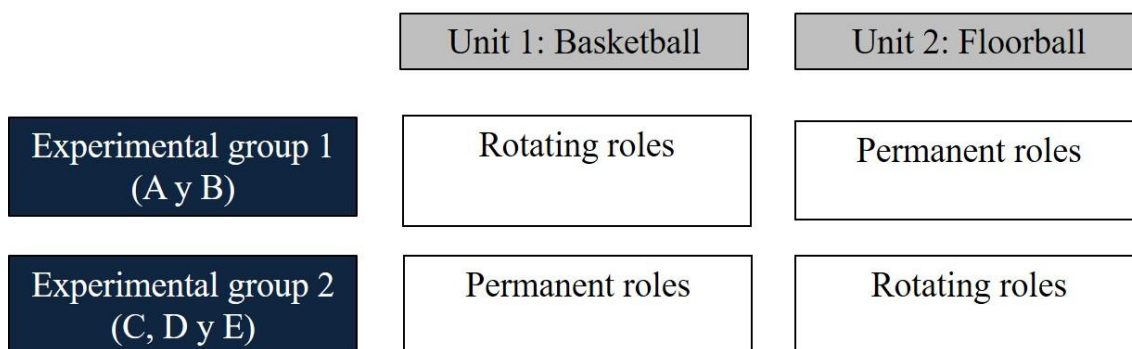 Unit 1: Basketball
Unit 2: Floorball
Experimental group 1
(A y B)
Rotating roles
Permanent roles
Experimental group 2
(C, D y E)
Permanent roles
Rotating roles